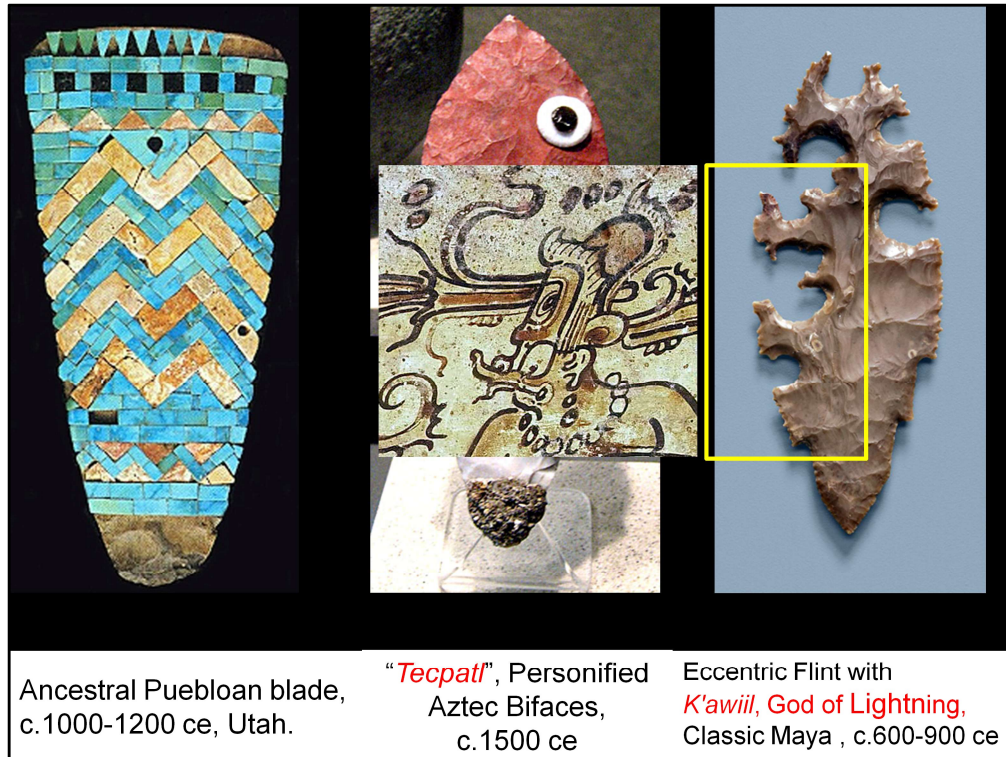 Ancestral Puebloan blade,
c.1000-1200 ce, Utah.
“Tecpatl”, Personified
Aztec Bifaces,
c.1500 ce
Eccentric Flint with
K'awiil, God of Lightning,
Classic Maya , c.600-900 ce